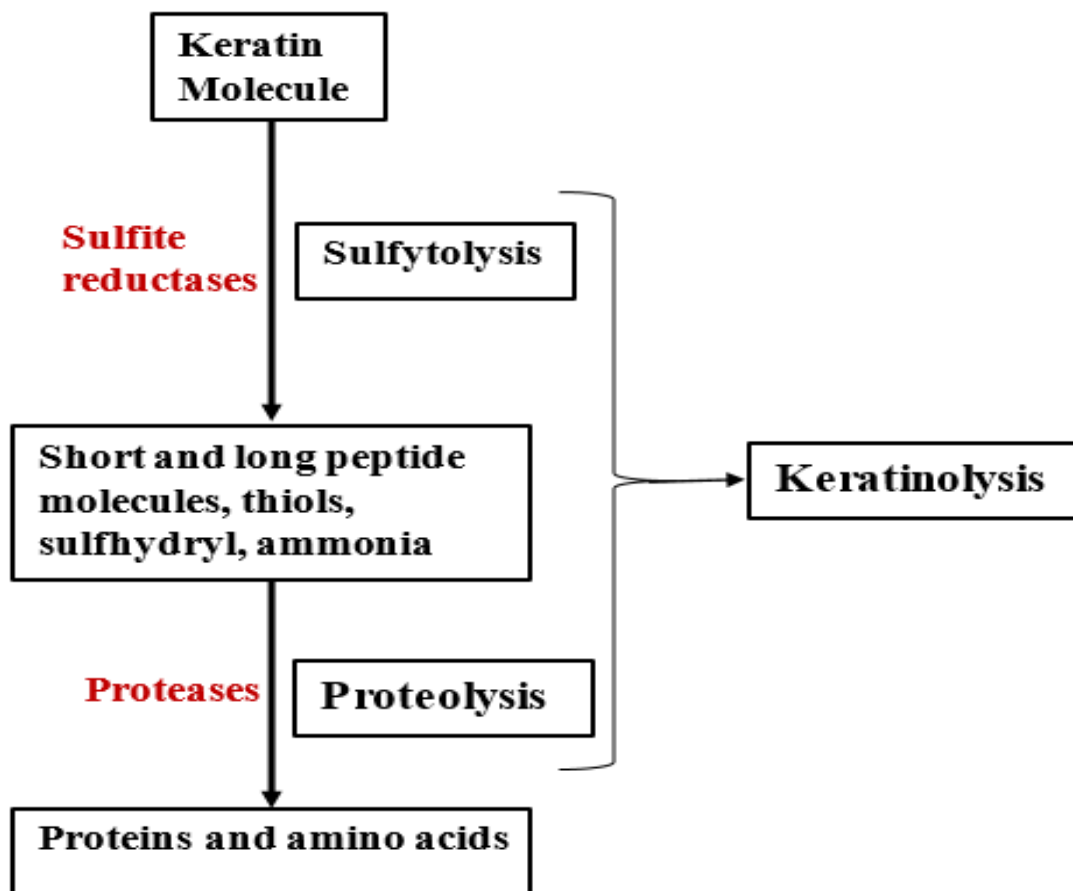 Keratin
Molecule
Sulfite
reductases
Sulfytolysis
Short and long peptide
molecules, thiols,
sulfhydryl, ammonia
Keratinolysis
Proteases
Proteolysis
Proteins and amino acids